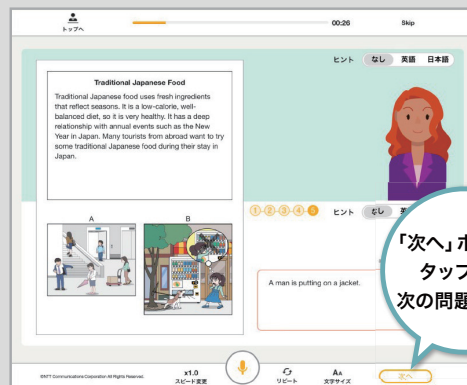 トップへ
00:26
Skip
ヒント なし 英語 日本語
Traditional Japanese Food
Traditional Japanese food uses fresh ingredients
that reflect seasons. It is a low-calorie, well-
balanced diet, so it is very healthy. It has a deep
relationship with annual events such as the New
Year in Japan. Many tourists from abroad want to try
some traditional Japanese food during their stay in
Japan.
A
B
1 2 3 4 5
ヒント なし
A man is putting on a jacket.
「次へ」ボ
タップ
次の問題
©NTT Communications Corporation All Rights Reserved.
x1.0
スピード変更
リピート
AA
文字サイズ
次へ